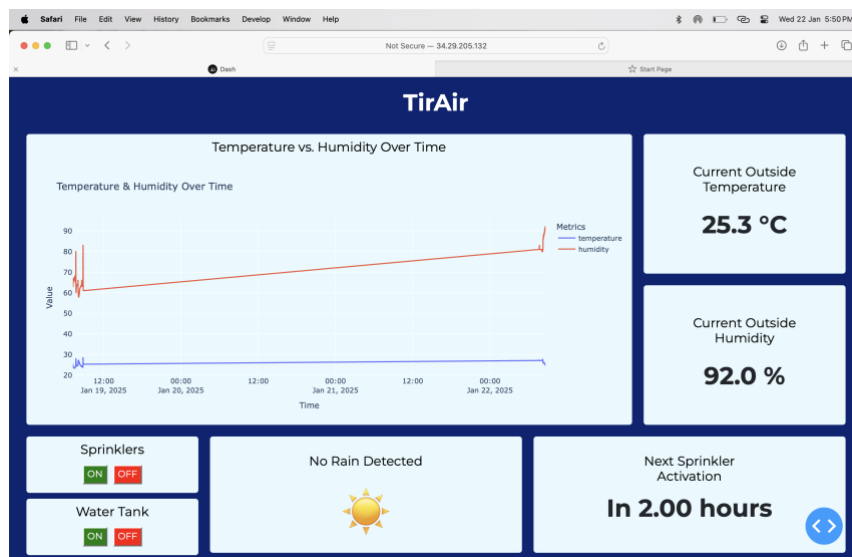 Safari File Edit View History Bookmarks Develop Window Help Wed 22 Jan 5:50 PM
Not Secure — 34.29.205.132
Dash Start Page
TirAir
Temperature vs. Humidity Over Time
Temperature & Humidity Over Time
Metrics
temperature
humidity
Value
90
80
70
60
50
40
30
20
12:00 00:00 12:00 00:00 12:00 00:00
Jan 19, 2025 Jan 20, 2025 Jan 21, 2025 Jan 22, 2025
Time
Current Outside
Temperature
25.3 °C
Current Outside
Humidity
92.0 %
Sprinklers
ON OFF
Water Tank
ON OFF
No Rain Detected
Next Sprinkler
Activation
In 2.00 hours